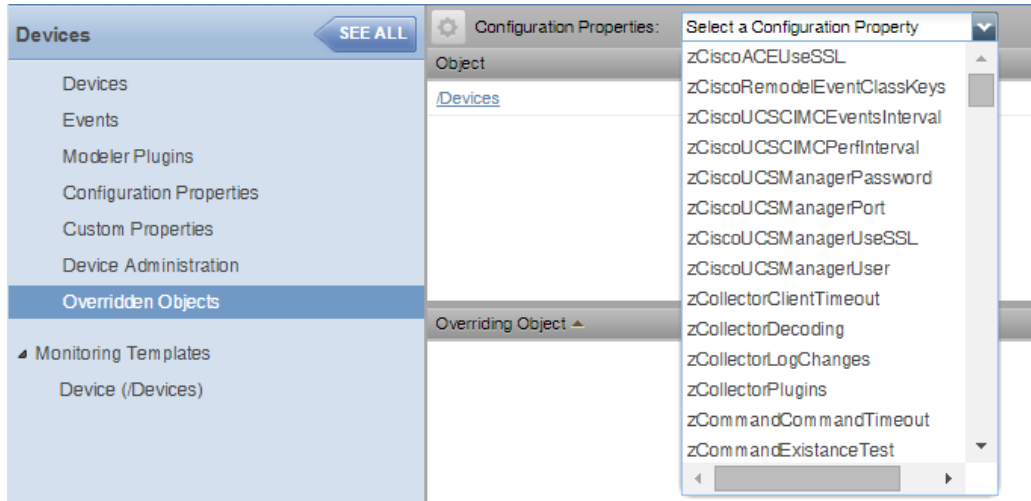 Devices SEE ALL
Devices
Events
Modeler Plugins
Configuration Properties
Custom Properties
Device Administration
Overridden Objects
Monitoring Templates
Device (/Devices)
Configuration Properties: Select a Configuration Property
Object
/Devices
Overriding Object
zCiscoACEUseSSL
zCiscoRemodelEventClassKeys
zCiscoUCSCIMCEventsInterval
zCiscoUCSCIMCPerfInterval
zCiscoUCSManagerPassword
zCiscoUCSManagerPort
zCiscoUCSManagerUseSSL
zCiscoUCSManagerUser
zCollectorClientTimeout
zCollectorDecoding
zCollectorLogChanges
zCollectorPlugins
zCommandCommandTimeout
zCommandExistanceTest